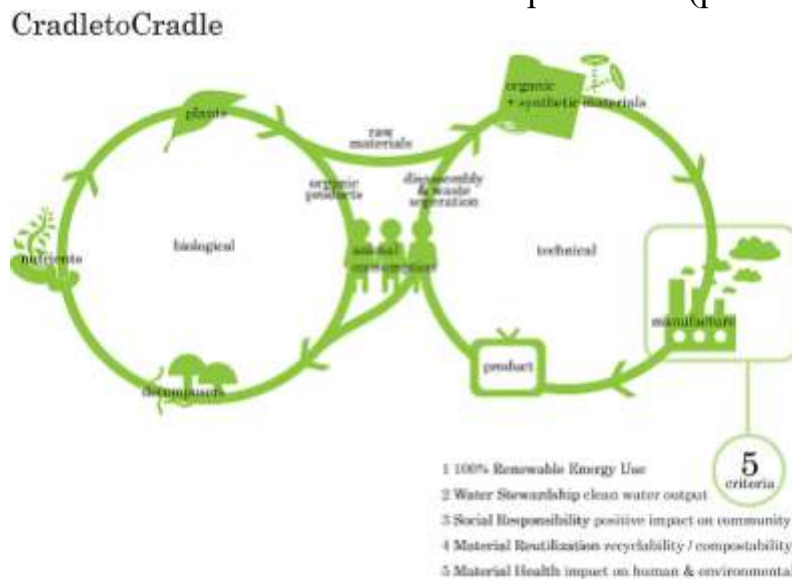 CradletoCradle
organic
+ synthetic materials
plants
raw
materials
organic
products
disassembly
& waste
seperation
biological
technical
nutrients
manufacture
product
decomposers
5
criteria
1 100% Renewable Energy Use
2 Water Stewardship clean water output
3 Social Responsibility positive impact on community
4 Material Reutilization recyclability / compostability
5 Material Health impact on human & environmental